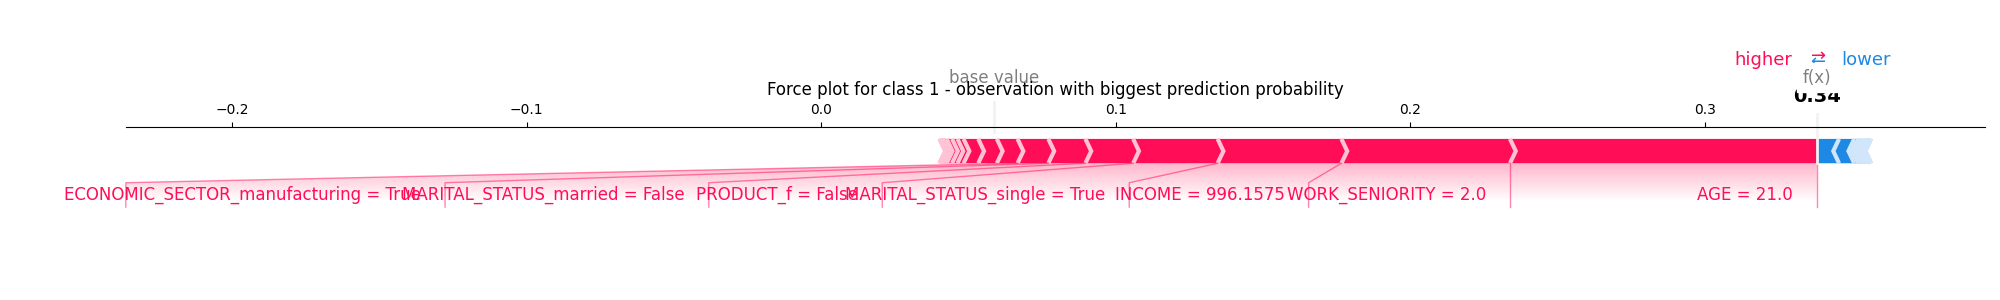 higher ⇄ lower
base value f(x)
Force plot for class 1 - observation with biggest prediction probability
0.34
−0.2 −0.1 0.0 0.1 0.2 0.3
ECONOMIC_SECTOR_manufacturing = True MARITAL_STATUS_married = False PRODUCT_f = False MARITAL_STATUS_single = True INCOME = 996.1575 WORK_SENIORITY = 2.0 AGE = 21.0